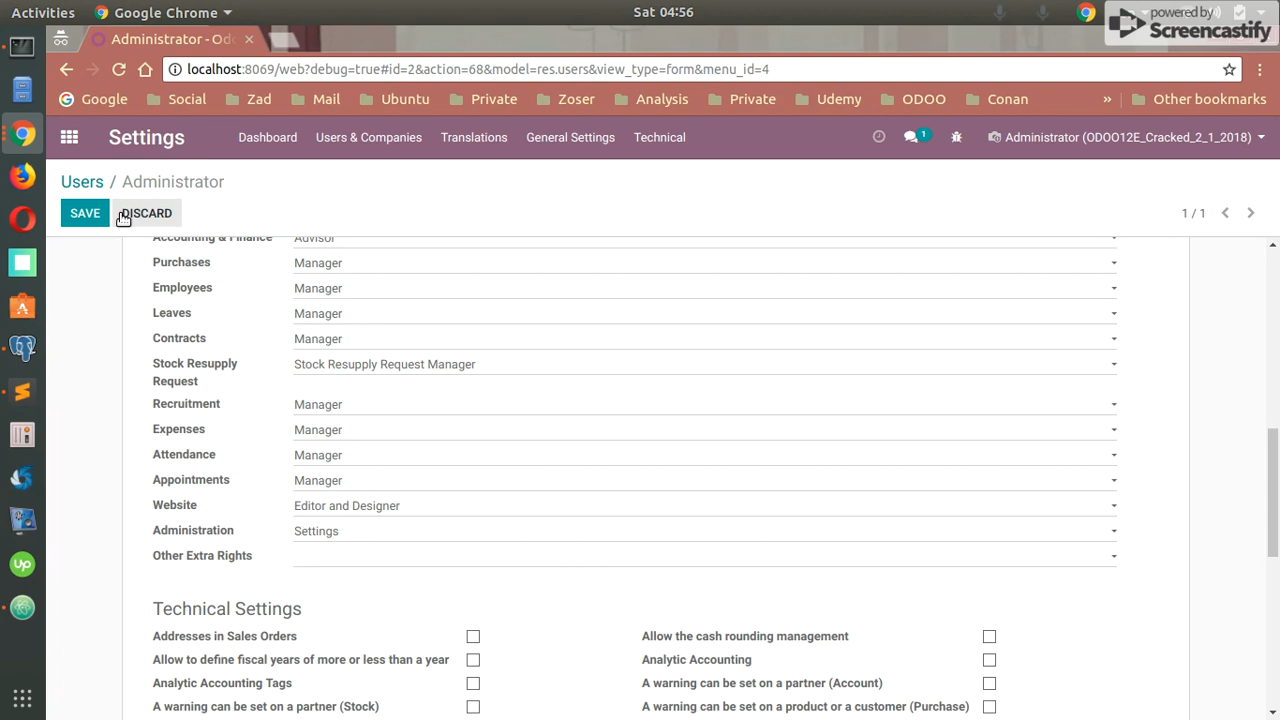 Activities Google Chrome Sat 04:56
powered by
Screencastify
Administrator - Odo
localhost:8069/web?debug=true#id=2&action=68&model=res.users&view_type=form&menu_id=4
Google Social Zad Mail Ubuntu Private Zoser Analysis Private Udemy ODOO Conan » Other bookmarks
Settings Dashboard Users & Companies Translations General Settings Technical 1 Administrator (ODOO12E_Cracked_2_1_2018)
Users / Administrator
SAVE DISCARD 1 / 1
Accounting & Finance Advisor
Purchases Manager
Employees Manager
Leaves Manager
Contracts Manager
Stock Resupply Request Stock Resupply Request Manager
Recruitment Manager
Expenses Manager
Attendance Manager
Appointments Manager
Website Editor and Designer
Administration Settings
Other Extra Rights
Technical Settings
Addresses in Sales Orders Allow the cash rounding management
Allow to define fiscal years of more or less than a year Analytic Accounting
Analytic Accounting Tags A warning can be set on a partner (Account)
A warning can be set on a partner (Stock) A warning can be set on a product or a customer (Purchase)
up